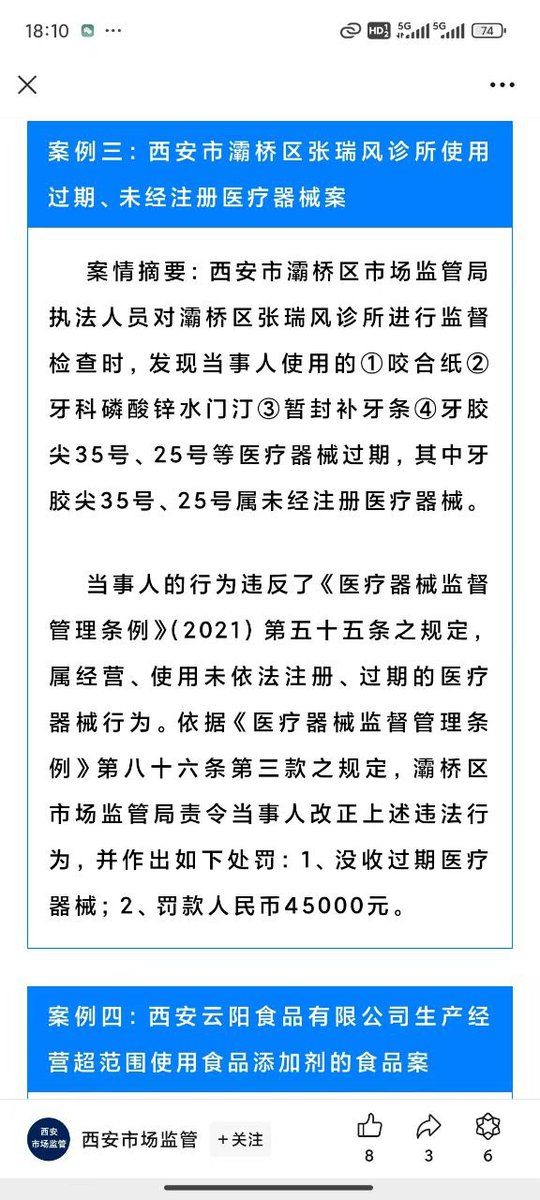 18:10
HD 1 2
5G
5G
74
案例三：西安市灞桥区张瑞风诊所使用
过期、未经注册医疗器械案
案情摘要：西安市灞桥区市场监管局
执法人员对灞桥区张瑞风诊所进行监督
检查时，发现当事人使用的①咬合纸②
牙科磷酸锌水门汀③暂封补牙条④牙胶
尖35号、25号等医疗器械过期，其中牙
胶尖35号、25号属未经注册医疗器械。
当事人的行为违反了《医疗器械监督
管理条例》（2021）第五十五条之规定，
属经营、使用未依法注册、过期的医疗
器械行为。依据《医疗器械监督管理条
例》第八十六条第三款之规定，灞桥区
市场监管局责令当事人改正上述违法行
为，并作出如下处罚：1、没收过期医疗
器械；2、罚款人民币45000元。
案例四：西安云阳食品有限公司生产经
营超范围使用食品添加剂的食品案
西安
市场监管
西安市场监管
+关注
8
3
6